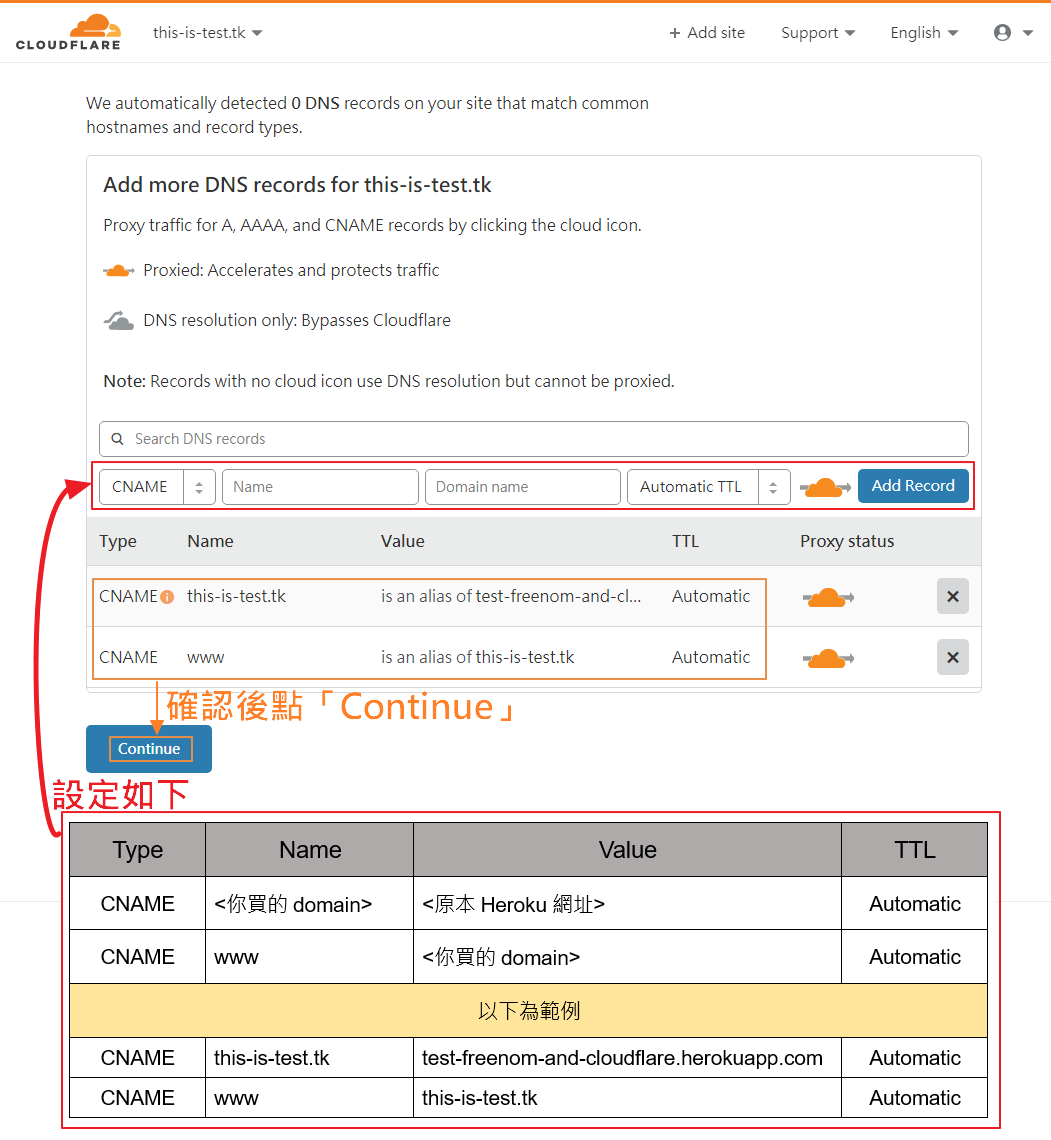 CLOUDFLARE
this-is-test.tk
+ Add site
Support
English
We automatically detected 0 DNS records on your site that match common
hostnames and record types.
Add more DNS records for this-is-test.tk
Proxy traffic for A, AAAA, and CNAME records by clicking the cloud icon.
Proxied: Accelerates and protects traffic
DNS resolution only: Bypasses Cloudflare
Note: Records with no cloud icon use DNS resolution but cannot be proxied.
Search DNS records
CNAME Name Domain name Automatic TTL Add Record
Type Name Value TTL Proxy status
CNAME this-is-test.tk is an alias of test-freenom-and-cl... Automatic
CNAME www is an alias of this-is-test.tk Automatic
確認後點「Continue」
Continue
設定如下
Type Name Value TTL
CNAME <你買的 domain> <原本 Heroku 網址> Automatic
CNAME www <你買的 domain> Automatic
以下為範例
CNAME this-is-test.tk test-freenom-and-cloudflare.herokuapp.com Automatic
CNAME www this-is-test.tk Automatic